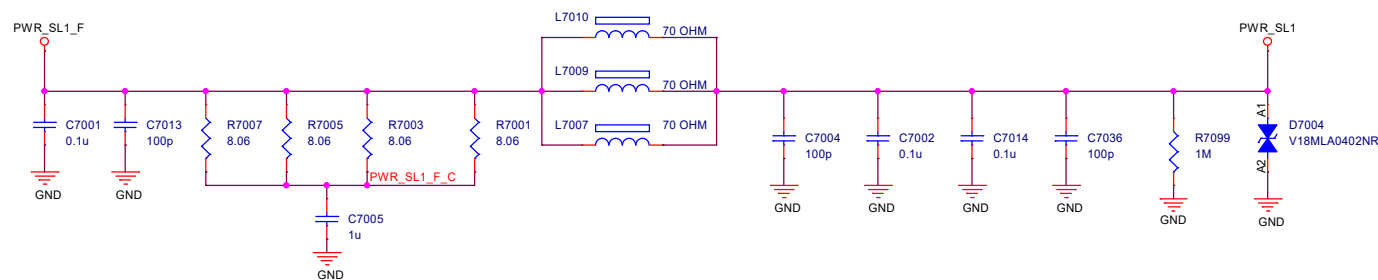 L7010
PWR_SL1_F
70 OHM
PWR_SL1
L7009
70 OHM
L7007
70 OHM
C7001
0.1u
C7013
100p
R7007
8.06
R7005
8.06
R7003
8.06
R7001
8.06
C7004
100p
C7002
0.1u
C7014
0.1u
C7036
100p
R7099
1M
A1
A2
D7004
V18MLA0402NR
GND
GND
PWR_SL1_F_C
C7005
1u
GND
GND
GND
GND
GND
GND
GND